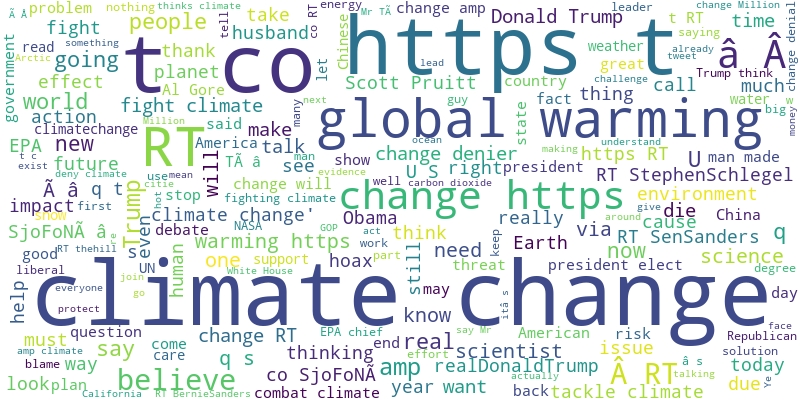 Ã Â
problem
nothing
thinks climate
tell
co RT
energy
Mr TÃ
change amp
leader
change Million
fight
people
take
husband
Donald Trump
t RT
time
read
something
going
t co
https t
â Â
saying
government
Arctic
thank
let
Chinese
lead
weather
already
tweet
effect
planet
Scott Pruitt
great
change denial
Al Gore
country
challenge
Trump think
world
fight climate
many
next
guy
fact
thing
call
much
action
Million
global warming
state
water
w
climatechange
said
make
big
EPA
new
RT
America
talk
ocean
understand
money
t c
exist
future
will
TÃ â
man
evidence
show
change denier
making
https RT
U
man made
deny climate
use
mean
see
U S
right
president
RT StephenSchlegel
Ã â
q t
citie
hot
stop
change will
well
carbon dioxide
change https
environment
impact
first
Trump
fighting climate
Obama
really
give
around
die
China
show
even
climate change'
cause
SjoFoNÃ â
debate
NASA
GOP
act
think
via
RT SenSanders
q
RT thehill
re
s
human
warming https
work
need
keep
Earth
now
science
good
UN
one
support
hoax
part
still
threat
president elect
degree
liberal
join
go
White House
may
itâ s
climate change
day
help
everyone
protect
know
must
question
change RT
EPA chief
end
real
say Mr
American
risk
face
Republican
amp climate
say
come
care
q s
thinking
effort
scientist
issue
solution
blame
way
amp
realDonaldTrump
Â RT
â s
today
look
plan
believe
co SjoFoNÃ
actually
talking
due
Ye
California
RT BernieSanders
combat climate
year
want
back
tackle climate